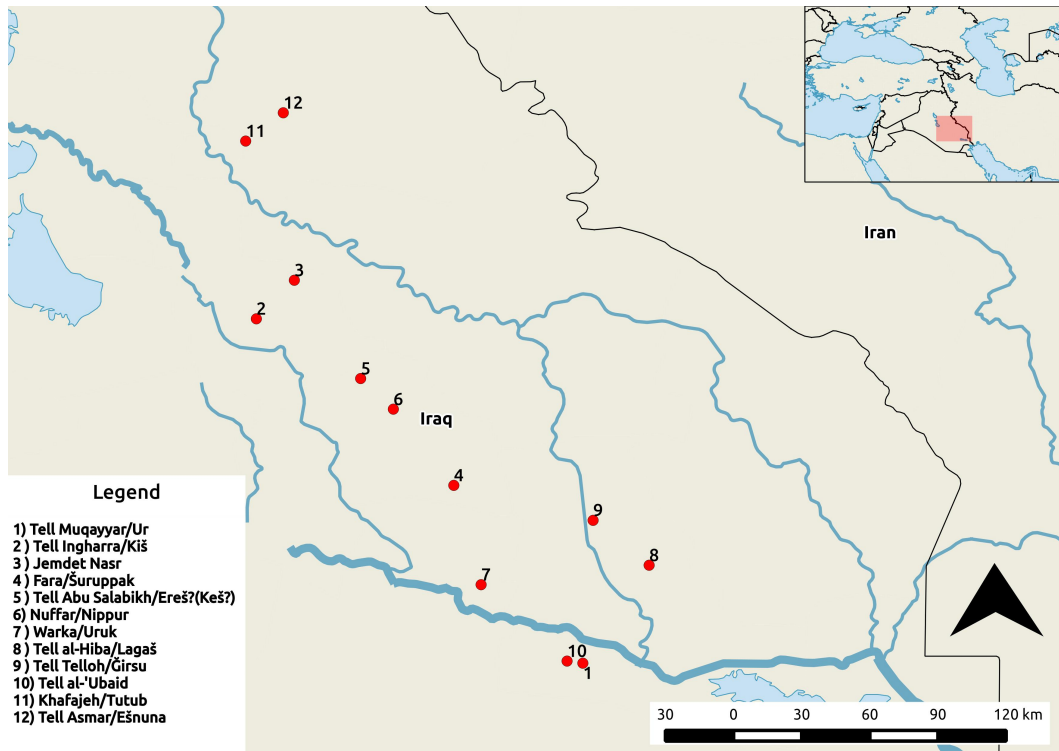 12
11
Iran
3
2
5
6
Iraq
4
9
8
7
10
1
Legend
1) Tell Muqayyar/Ur
2 ) Tell Ingharra/Kiš
3 ) Jemdet Nasr
4 ) Fara/Šuruppak
5 ) Tell Abu Salabikh/Ereš?(Keš?)
6) Nuffar/Nippur
7 ) Warka/Uruk
8 ) Tell al-Hiba/Lagaš
9 ) Tell Telloh/Ĝirsu
10) Tell al-'Ubaid
11) Khafajeh/Tutub
12) Tell Asmar/Ešnuna
30 0 30 60 90 120 km